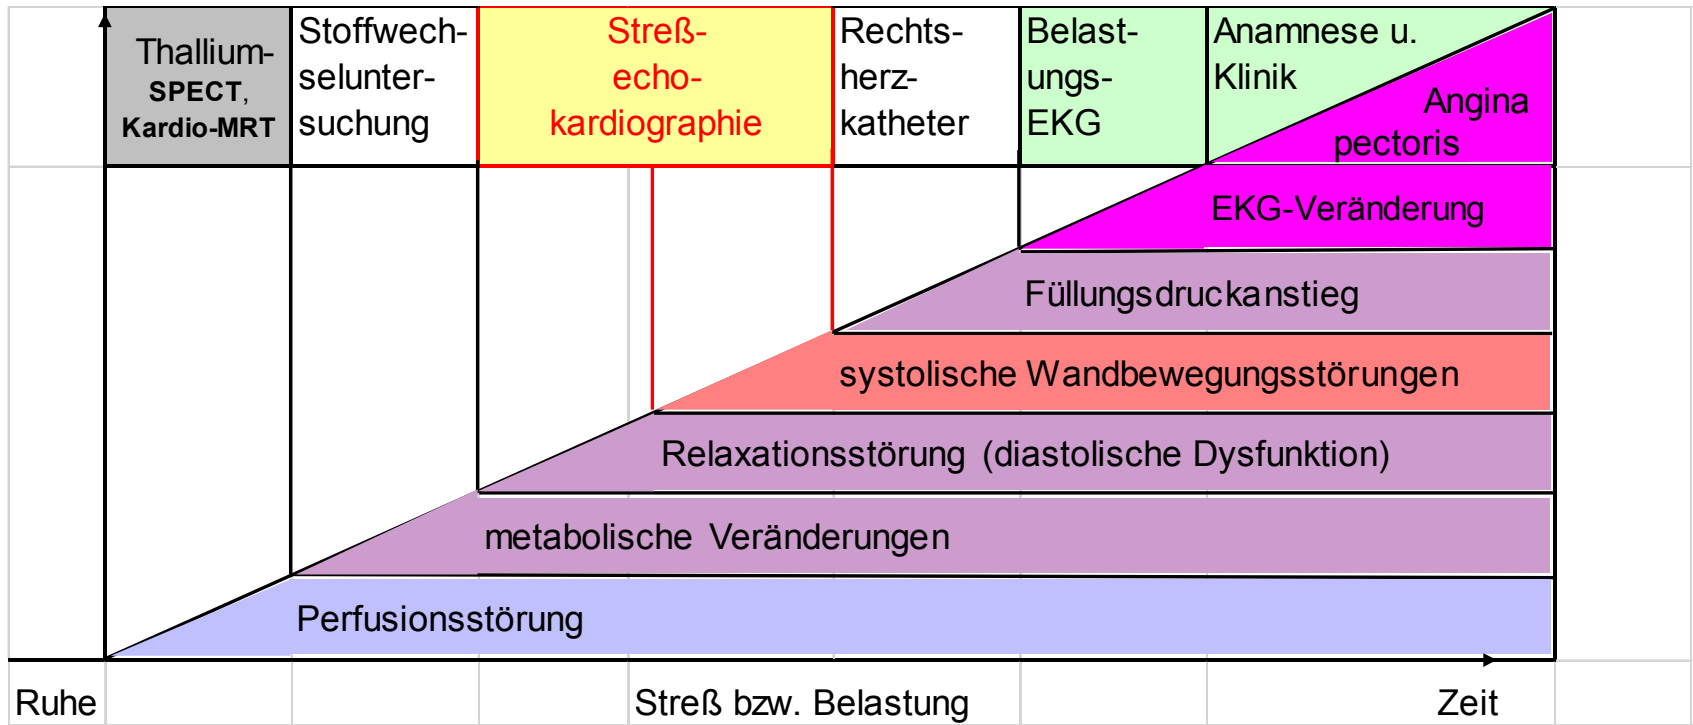 Thallium-
SPECT,
Kardio-MRT
Stoffwech-
selunter-
suchung
Streß-
echo-
kardiographie
Rechts-
herz-
katheter
Belast-
ungs-
EKG
Anamnese u.
Klinik
Angina
pectoris
EKG-Veränderung
Füllungsdruckanstieg
systolische Wandbewegungsstörungen
Relaxationsstörung (diastolische Dysfunktion)
metabolische Veränderungen
Perfusionsstörung
Ruhe
Streß bzw. Belastung
Zeit